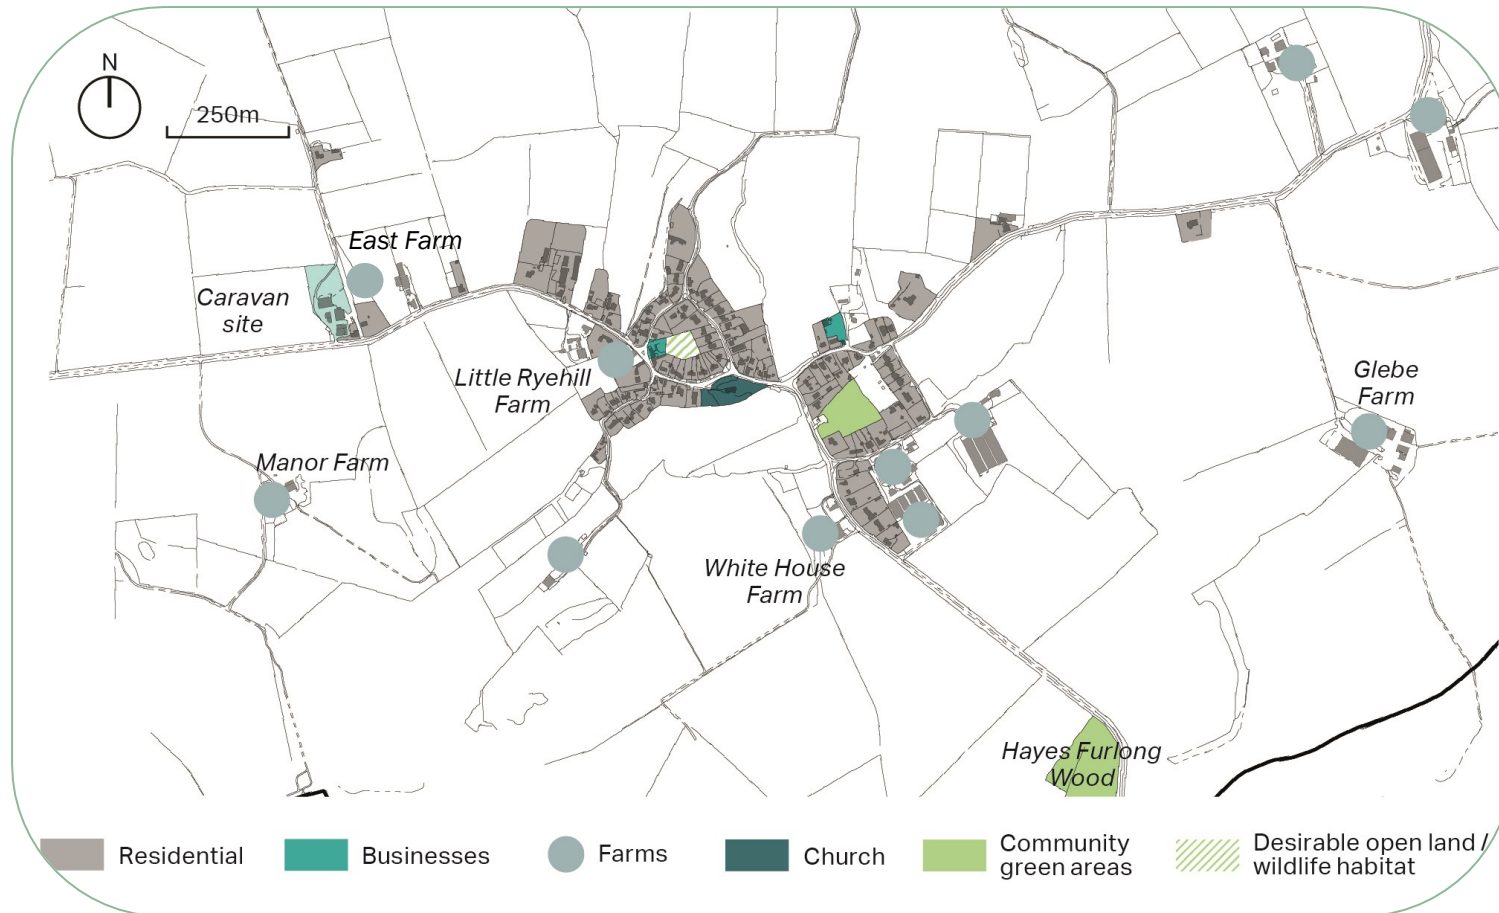 N
250m
East Farm
Caravan
site
Little Ryehill
Farm
Glebe
Farm
Manor Farm
White House
Farm
Hayes Furlong
Wood
Residential
Businesses
Farms
Church
Community
green areas
Desirable open land /
wildlife habitat